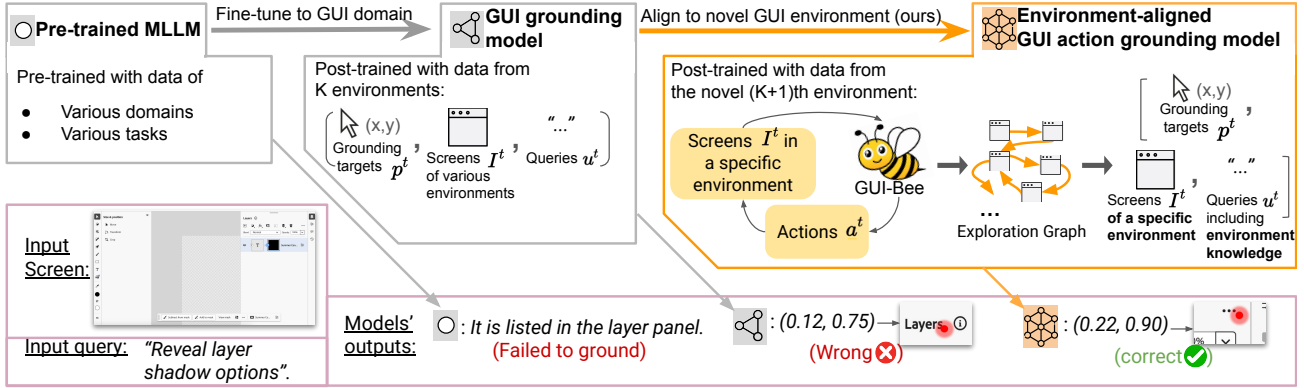 Pre-trained MLLM
Fine-tune to GUI domain
GUI grounding
model
Align to novel GUI environment (ours)
Environment-aligned
GUI action grounding model
Pre-trained with data of
● Various domains
● Various tasks
Post-trained with data from
K environments:
(x,y)
Grounding
targets p^t
,
Screens I^t
of various
environments
,
“...”
Queries u^t
Post-trained with data from
the novel (K+1)th environment:
Screens I^t in
a specific
environment
GUI-Bee
Actions a^t
...
Exploration Graph
(x,y)
Grounding
targets p^t
,
Screens I^t
of a specific
environment
,
“...”
Queries u^t
including
environment
knowledge
Input
Screen:
Input query:
“Reveal layer
shadow options”.
Models’
outputs:
: It is listed in the layer panel.
(Failed to ground)
: (0.12, 0.75)
Layers
(Wrong)
: (0.22, 0.90)
...
(correct)